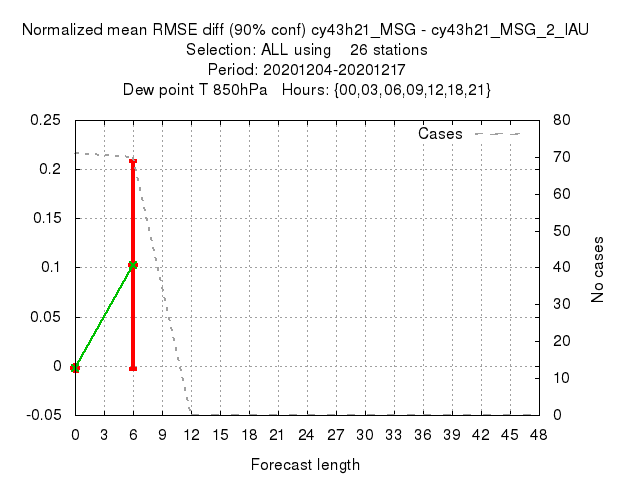 Normalized mean RMSE diff (90% conf) cy43h21_MSG - cy43h21_MSG_2_IAU
Selection: ALL using 26 stations
Period: 20201204-20201217
Dew point T 850hPa Hours: {00,03,06,09,12,18,21}
Cases
0.25
0.2
0.15
0.1
0.05
0
-0.05
80
70
60
50
40
30
20
10
0
No cases
0 3 6 9 12 15 18 21 24 27 30 33 36 39 42 45 48
Forecast length